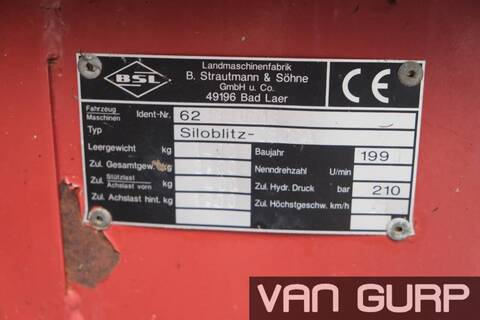 BSL
Landmaschinenfabrik
B. Strautmann & Söhne
GmbH u. Co.
49196 Bad Laer
CE
Fahrzeug
Maschinen Ident-Nr. 62
Typ Siloblitz-
Leergewicht kg
Zul. Gesamtgew. kg
Zul. Stützlast
Achslast vorn kg
Zul. Achslast hint. kg
Baujahr 199
Nenndrehzahl U/min
Zul. Hydr. Druck bar 210
Zul. Höchstgeschw. km/h
VAN GURP